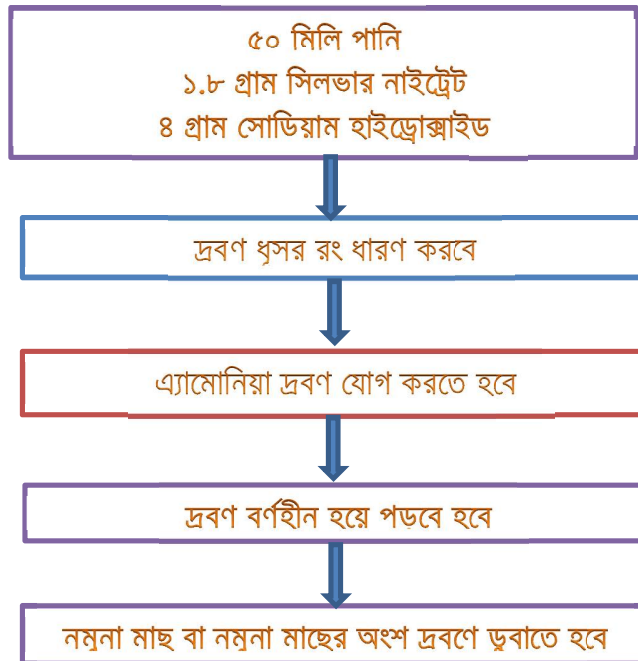 ৫০ মিলি পানি
১.৮ গ্রাম সিলভার নাইট্রেট
৪ গ্রাম সোডিয়াম হাইড্রোক্সাইড
দ্রবণ ধূসর রং ধারণ করবে
এ্যামোনিয়া দ্রবণ যোগ করতে হবে
দ্রবণ বর্ণহীন হয়ে পড়বে হবে
নমুনা মাছ বা নমুনা মাছের অংশ দ্রবণে ডুবাতে হবে